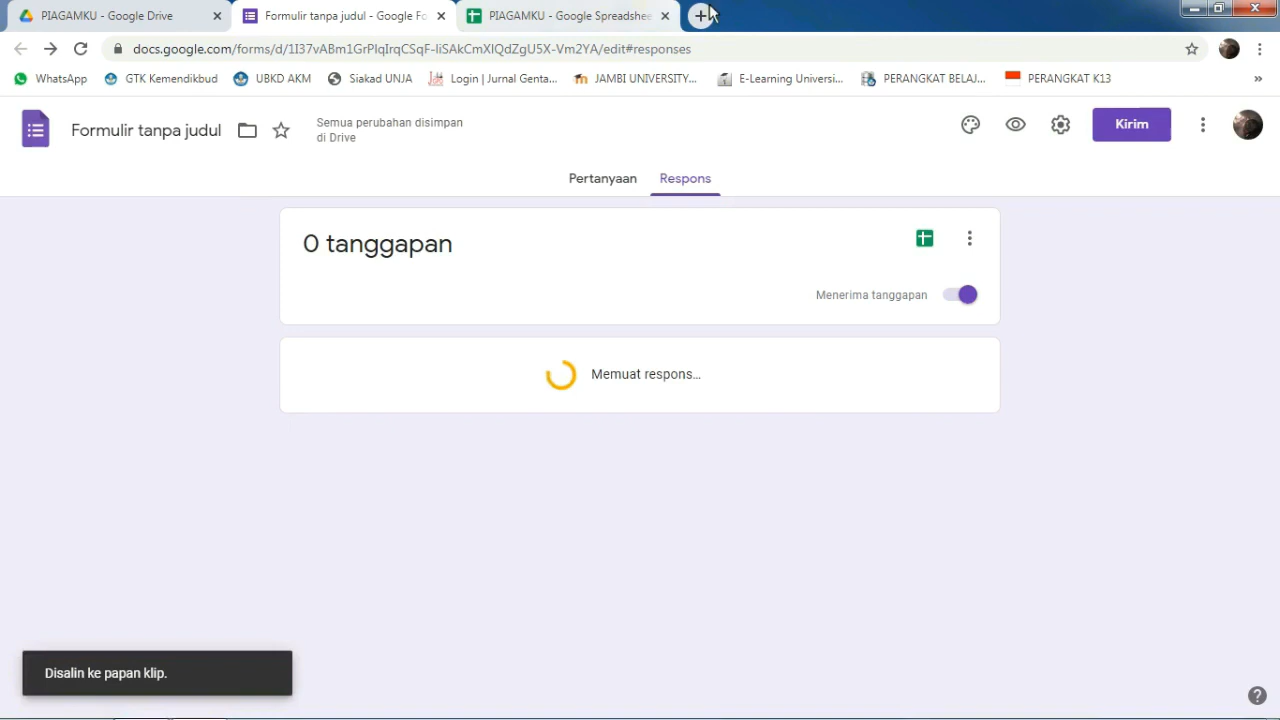 PIAGAMKU - Google Drive
Formulir tanpa judul - Google Fo
PIAGAMKU - Google Spreadshee
docs.google.com/forms/d/1I37vABm1GrPlqIrqCSqF-liSAkCmXlQdZgU5X-Vm2YA/edit#responses
WhatsApp
GTK Kemendikbud
UBKD AKM
Siakad UNJA
Login | Jurnal Genta...
JAMBI UNIVERSITY...
E-Learning Universi...
PERANGKAT BELAJ...
PERANGKAT K13
»
Formulir tanpa judul
Semua perubahan disimpan
di Drive
Kirim
Pertanyaan
Respons
0 tanggapan
Menerima tanggapan
Memuat respons...
Disalin ke papan klip.